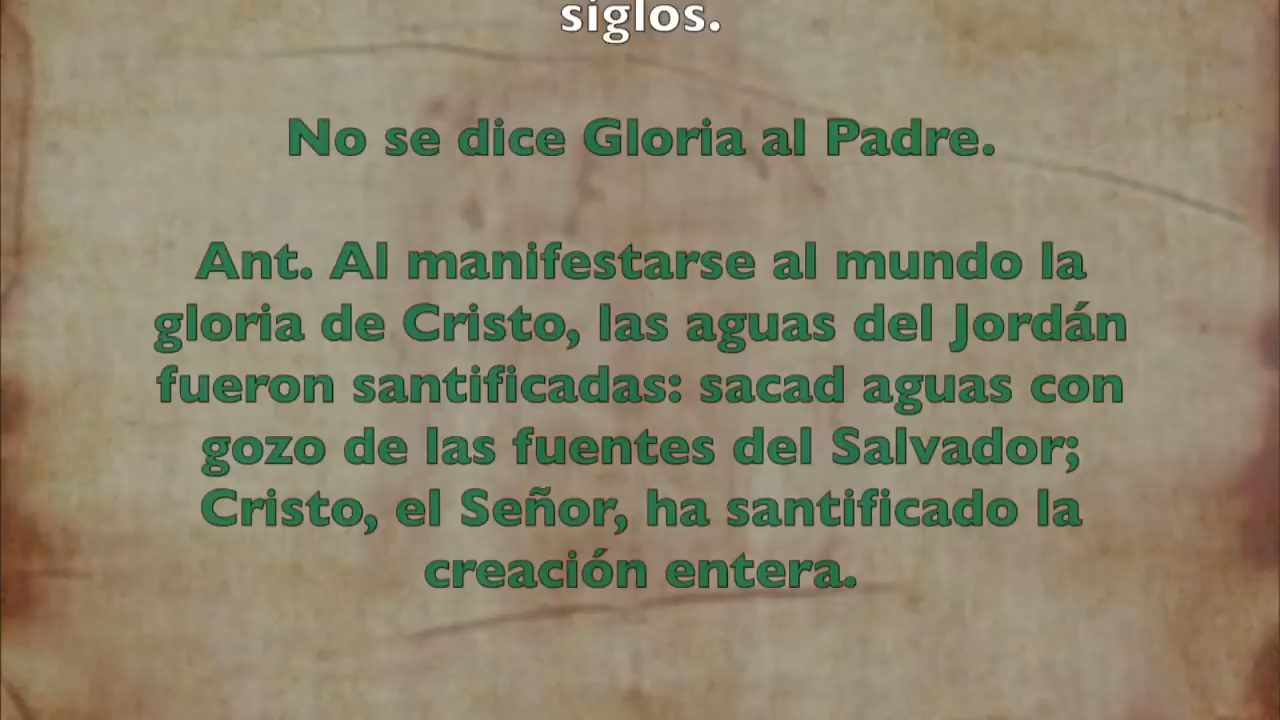 siglos.
No se dice Gloria al Padre.
Ant. Al manifestarse al mundo la
gloria de Cristo, las aguas del Jordán
fueron santificadas: sacad aguas con
gozo de las fuentes del Salvador;
Cristo, el Señor, ha santificado la
creación entera.